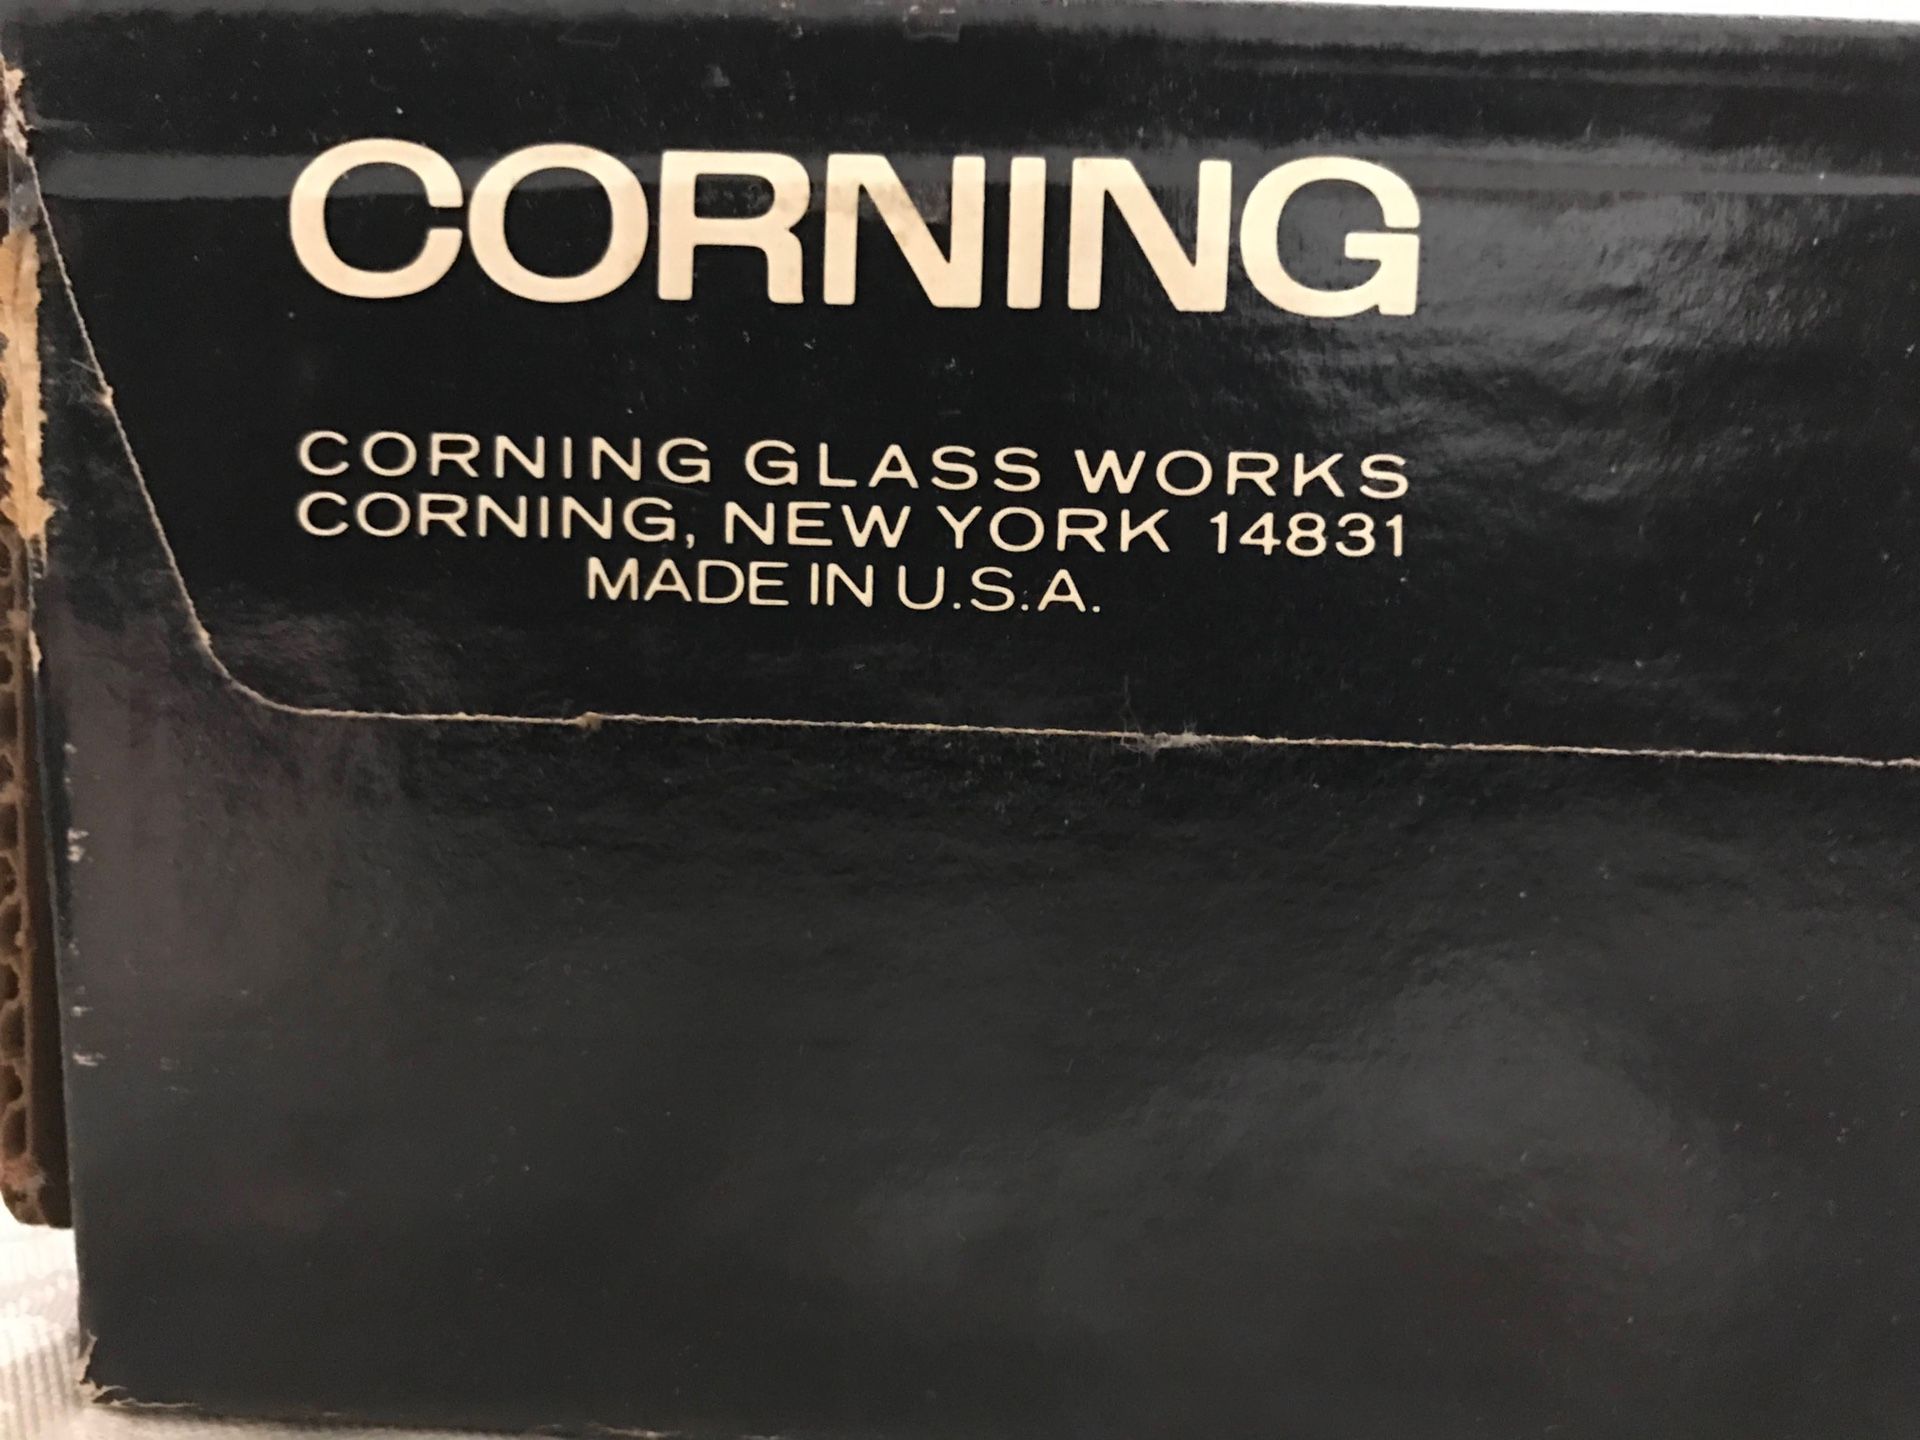 CORNING
CORNING GLASS WORKS
CORNING, NEW YORK 14831
MADE IN U.S.A.